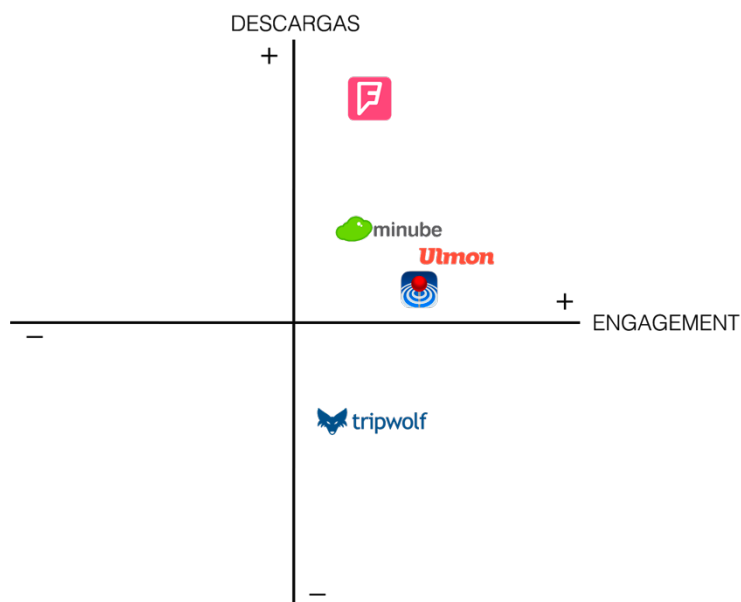 DESCARGAS
+
minube
Ulmon
+
ENGAGEMENT
–
tripwolf
–